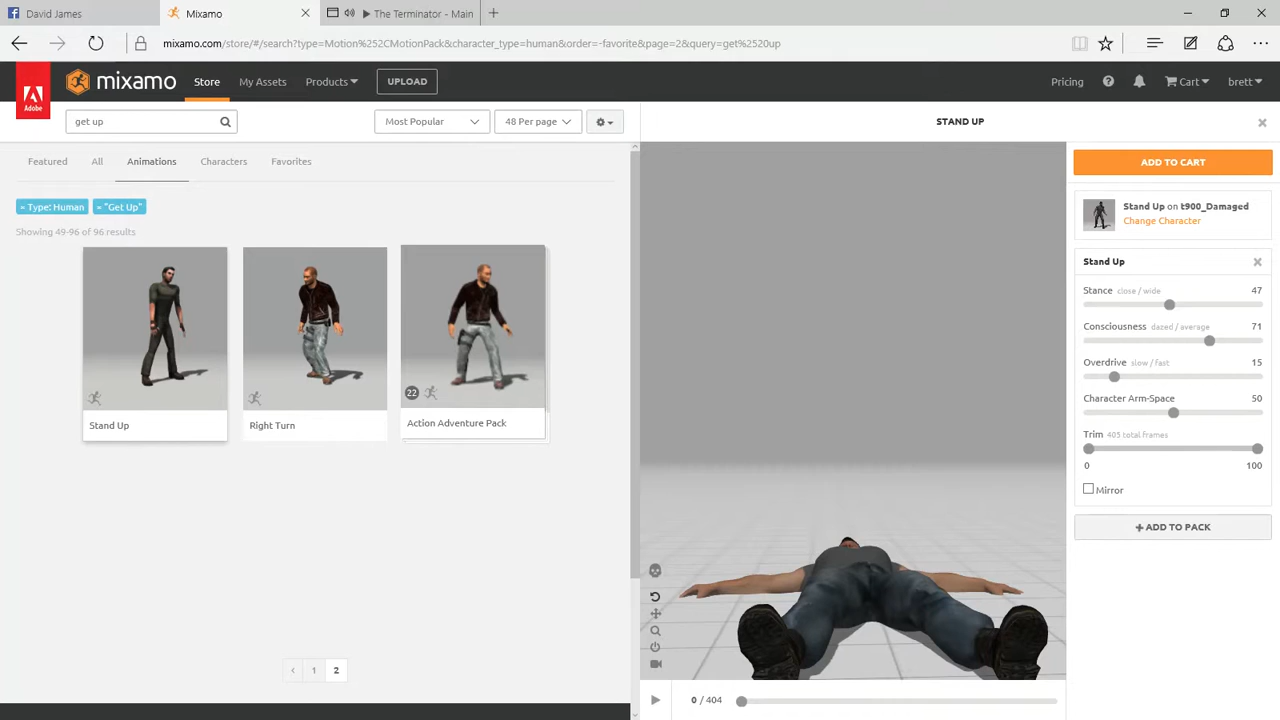 David James
Mixamo
The Terminator - Main
mixamo.com/store/#/search?type=Motion%252CMotionPack&character_type=human&order=-favorite&page=2&query=get%2520up
Adobe
mixamo
Store
My Assets
Products
UPLOAD
Pricing
Cart
brett
get up
Most Popular
48 Per page
STAND UP
Featured
All
Animations
Characters
Favorites
Type: Human
"Get Up"
Showing 49-96 of 96 results
Stand Up
Right Turn
22
Action Adventure Pack
< 1 2
0 / 404
ADD TO CART
Stand Up on t900_Damaged
Change Character
Stand Up
Stance close / wide 47
Consciousness dazed / average 71
Overdrive slow / fast 15
Character Arm-Space 50
Trim 405 total frames
0 100
Mirror
+ ADD TO PACK